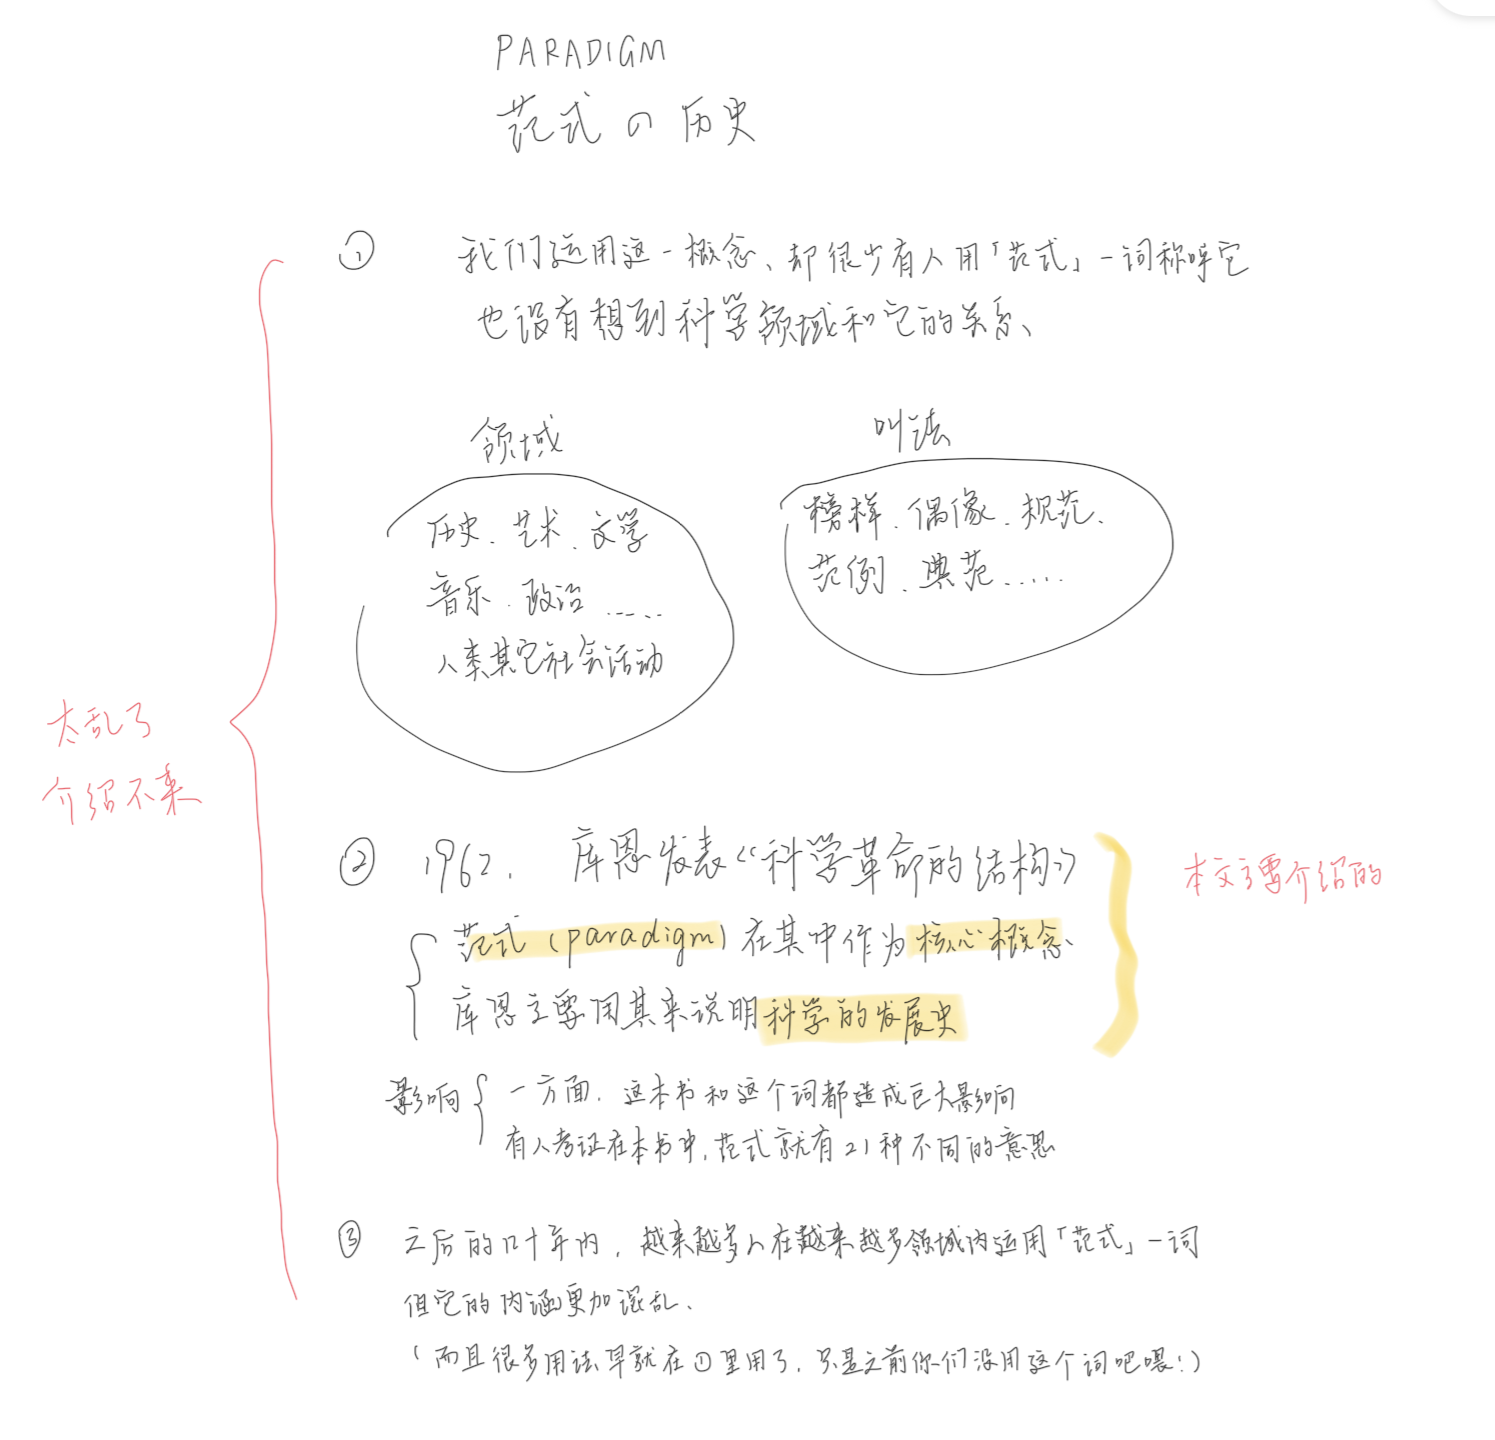 PARADIGM
范式の历史
① 我们运用这一概念、却很少有人用「范式」一词称呼它
也没有想到科学领域和它的关系、
领域
历史、艺术、文学
音乐、政治……
人类其它社会活动
叫法
榜样、偶像、规范、
范例、典范……
太乱了
介绍不来
② 1962. 库恩发表《科学革命的结构》
范式(paradigm)在其中作为核心概念、
库恩主要用其来说明科学的发展史
本文主要介绍的
影响
一方面.这本书和这个词都造成巨大影响
有人考证在本书中,范式就有21种不同的意思
③ 之后的几十年内,越来越多人在越来越多领域内运用「范式」一词
但它的内涵更加混乱、
(而且很多用法早就在①里用了,只是之前你们没用这个词吧喂!)